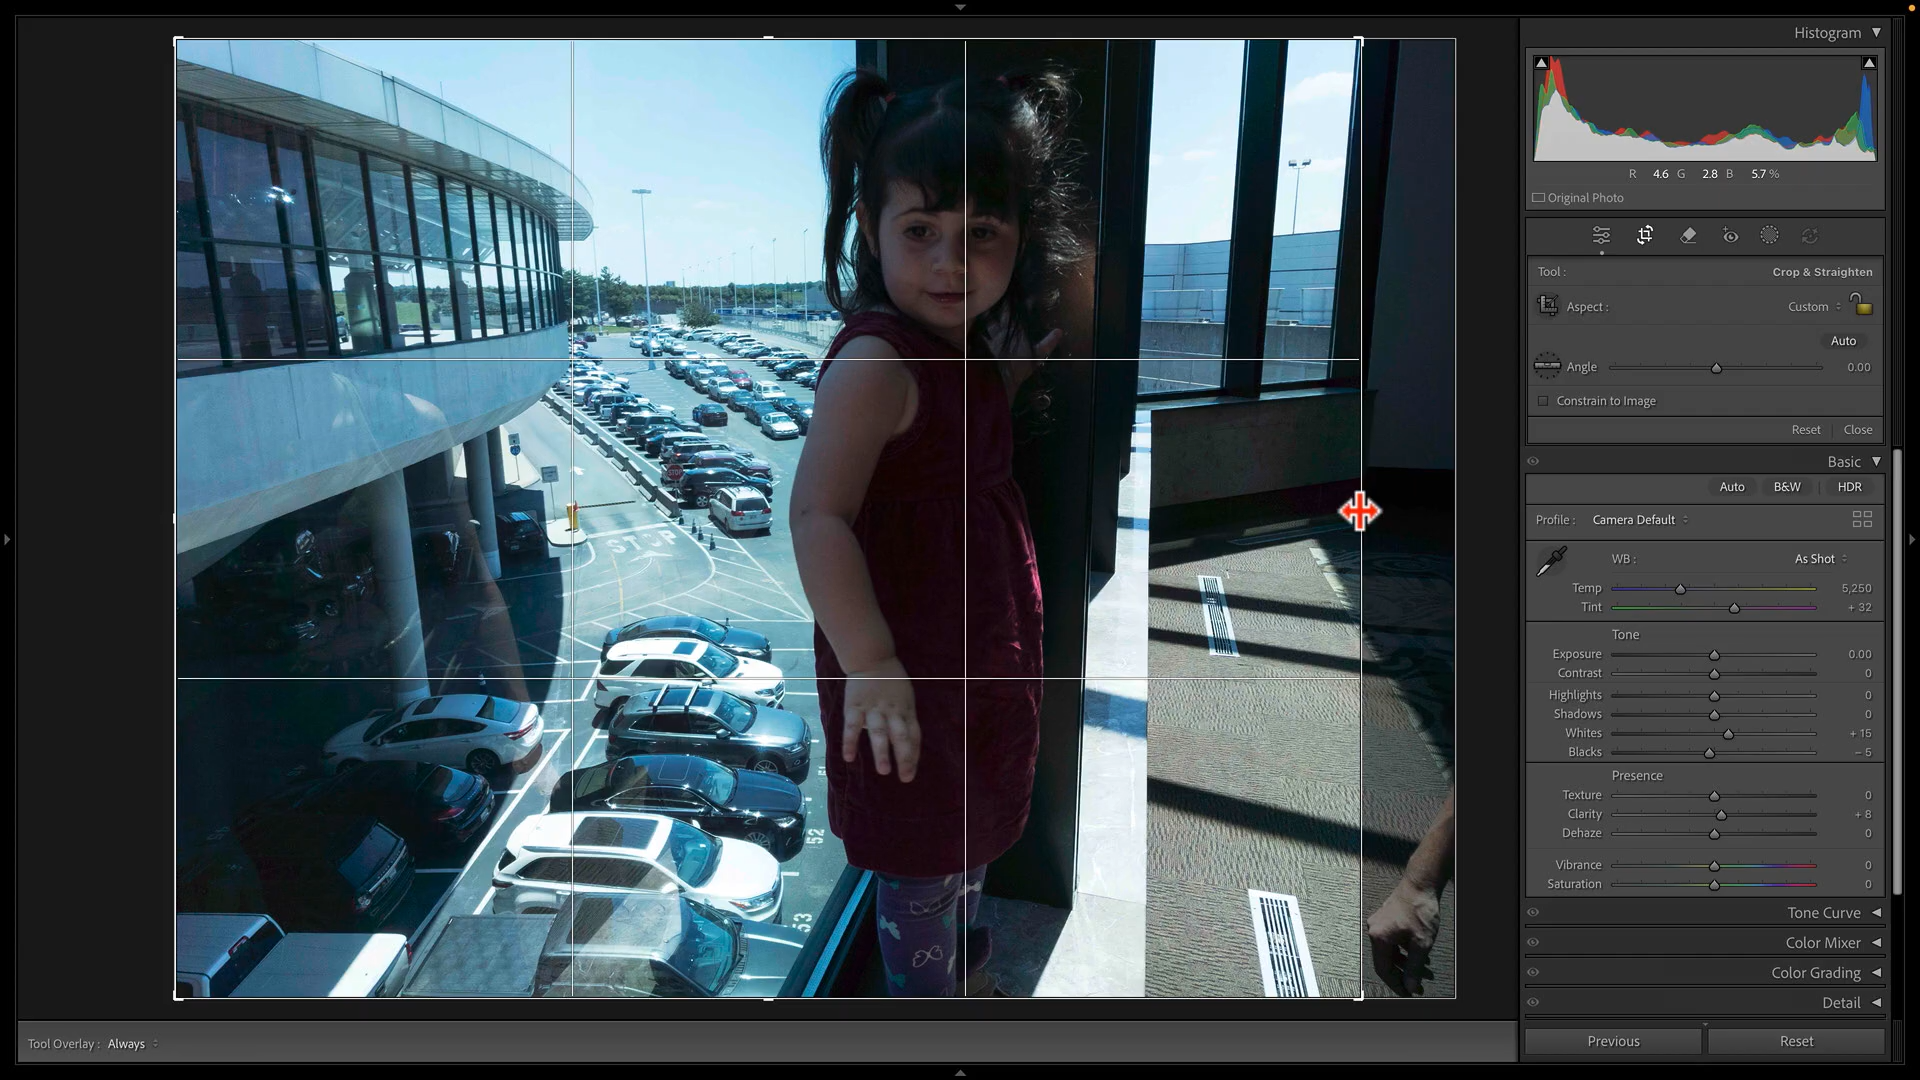 Histogram
R 4.6 G 2.8 B 5.7 %
Original Photo
Tool : Crop & Straighten
Aspect : Custom
Auto
Angle 0.00
Constrain to Image
Reset Close
Basic
Auto B&W HDR
Profile : Camera Default
WB : As Shot
Temp 5,250
Tint + 32
Tone
Exposure 0.00
Contrast 0
Highlights 0
Shadows 0
Whites + 15
Blacks – 5
Presence
Texture 0
Clarity + 8
Dehaze 0
Vibrance 0
Saturation 0
Tone Curve
Color Mixer
Color Grading
Detail
Previous Reset
STOP
STOP
52
53
Tool Overlay : Always